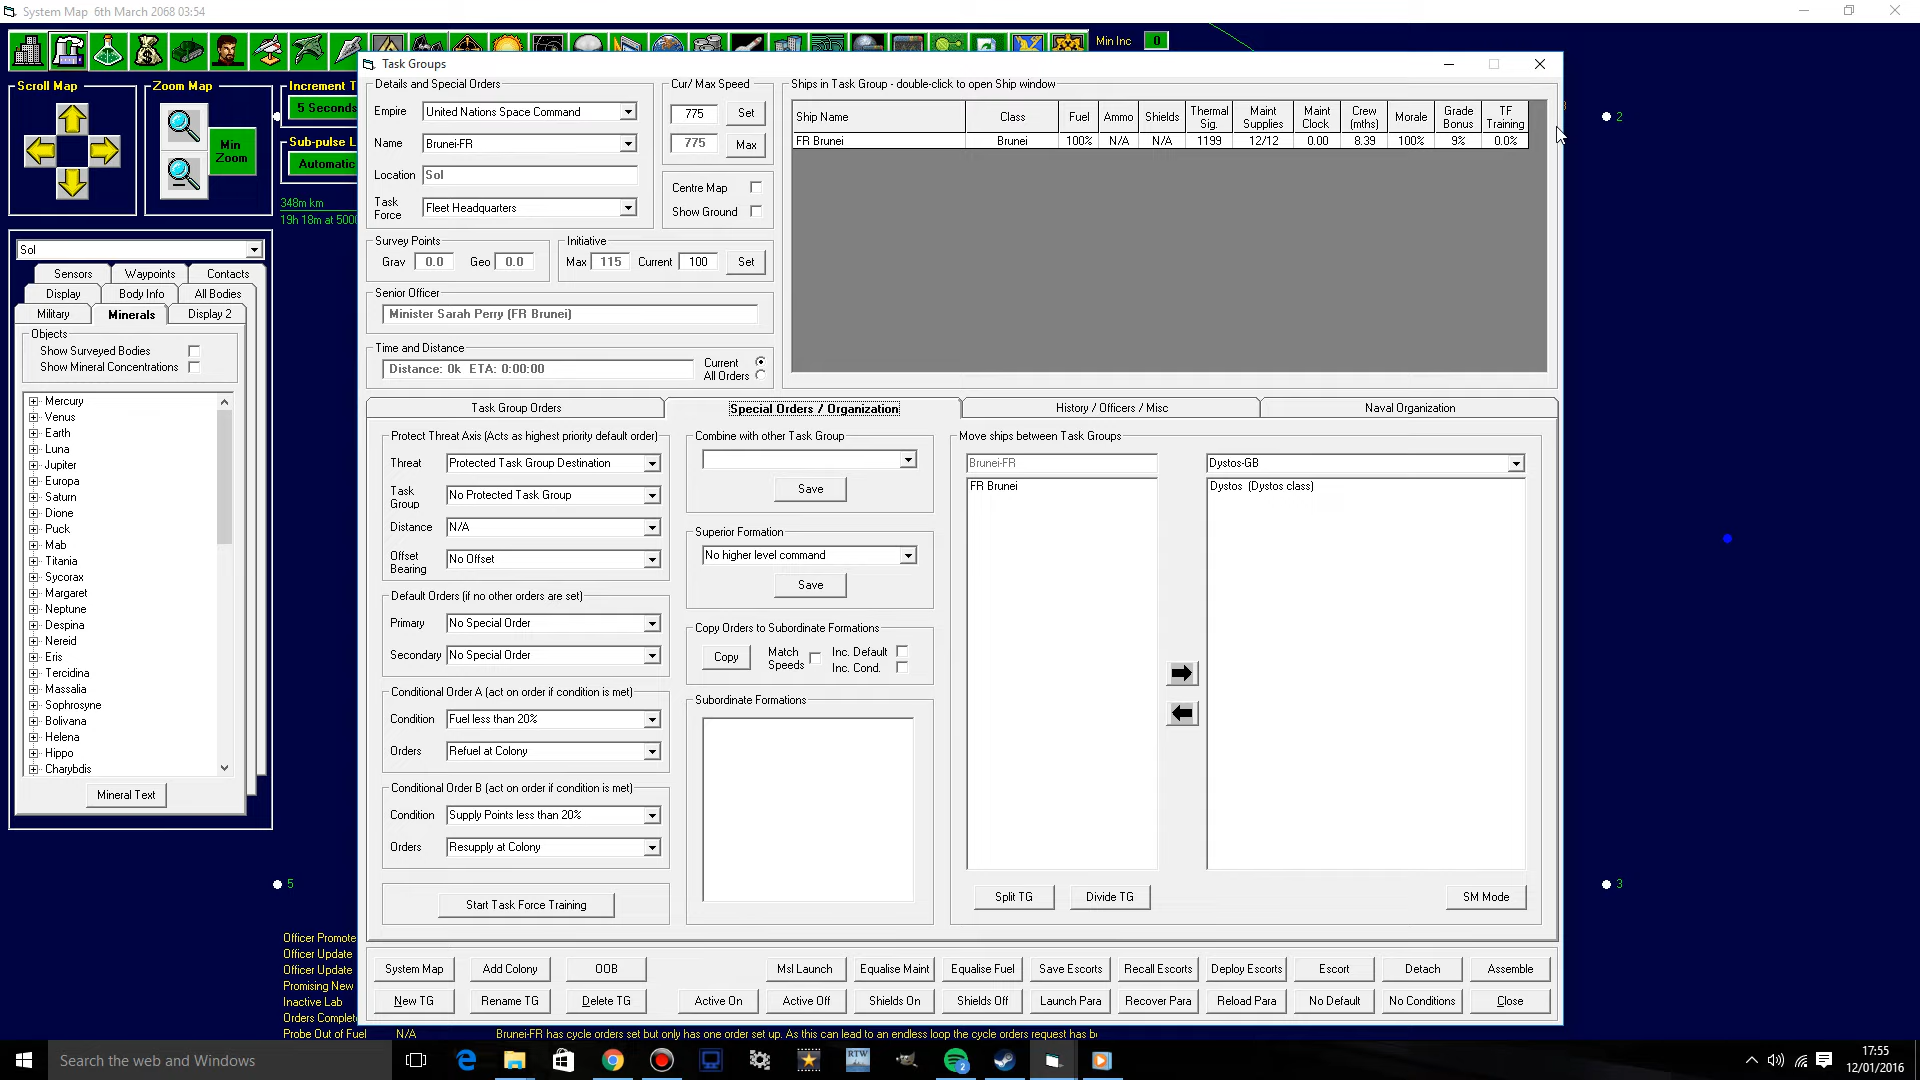 System Map 6th March 2068 03:54
Min Inc 0
Scroll Map
Zoom Map
Min Zoom
Increment T
5 Seconds
Sub-pulse L
Automatic
348m km
19h 18m at 5000
Sol
Sensors Waypoints Contacts
Display Body Info All Bodies
Military Minerals Display 2
Objects
Show Surveyed Bodies
Show Mineral Concentrations
Mercury
Venus
Earth
Luna
Jupiter
Europa
Saturn
Dione
Puck
Mab
Titania
Sycorax
Margaret
Neptune
Despina
Nereid
Eris
Tercidina
Massalia
Sophrosyne
Bolivana
Helena
Hippo
Charybdis
Mineral Text
Task Groups
Details and Special Orders
Empire United Nations Space Command
Name Brunei-FR
Location Sol
Task Force Fleet Headquarters
Cur/ Max Speed
775 Set
775 Max
Centre Map
Show Ground
Survey Points
Grav 0.0 Geo 0.0
Initiative
Max 115 Current 100 Set
Senior Officer
Minister Sarah Perry (FR Brunei)
Time and Distance
Distance: 0k ETA: 0:00:00
Current
All Orders
Ships in Task Group - double-click to open Ship window
Ship Name Class Fuel Ammo Shields Thermal Sig. Maint Supplies Maint Clock Crew (mths) Morale Grade Bonus TF Training
FR Brunei Brunei 100% N/A N/A 1199 12/12 0.00 8.39 100% 9% 0.0%
Task Group Orders Special Orders / Organization History / Officers / Misc Naval Organization
Protect Threat Axis (Acts as highest priority default order)
Threat Protected Task Group Destination
Task Group No Protected Task Group
Distance N/A
Offset Bearing No Offset
Default Orders (if no other orders are set)
Primary No Special Order
Secondary No Special Order
Conditional Order A (act on order if condition is met)
Condition Fuel less than 20%
Orders Refuel at Colony
Conditional Order B (act on order if condition is met)
Condition Supply Points less than 20%
Orders Resupply at Colony
Start Task Force Training
Combine with other Task Group
Save
Superior Formation
No higher level command
Save
Copy Orders to Subordinate Formations
Copy Match Speeds Inc. Default
Inc. Cond.
Subordinate Formations
Move ships between Task Groups
Brunei-FR Dystos-GB
FR Brunei Dystos (Dystos class)
Split TG Divide TG SM Mode
System Map Add Colony OOB Msl Launch Equalise Maint Equalise Fuel Save Escorts Recall Escorts Deploy Escorts Escort Detach Assemble
New TG Rename TG Delete TG Active On Active Off Shields On Shields Off Launch Para Recover Para Reload Para No Default No Conditions Close
2
5
3
Officer Promote
Officer Update
Officer Update
Promising New
Inactive Lab
Orders Complet
Probe Out of Fuel N/A Brunei-FR has cycle orders set but only has one order set up. As this can lead to an endless loop the cycle orders request has b
Search the web and Windows
RTW
2
17:55
12/01/2016